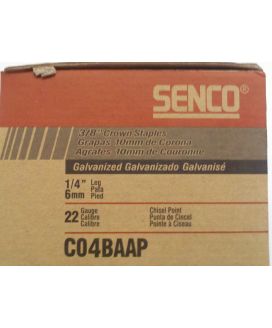 SENCO®
3/8" Crown Staples
Grapas 10mm de Corona
Agrafes 10mm de Couronne
Galvanized Galvanizado Galvanisé
1/4" Leg
6mm Pata
Pied
22 Gauge Chisel Point
Calibre Punta de Cincel
Calibre Pointe à Ciseau
C04BAAP